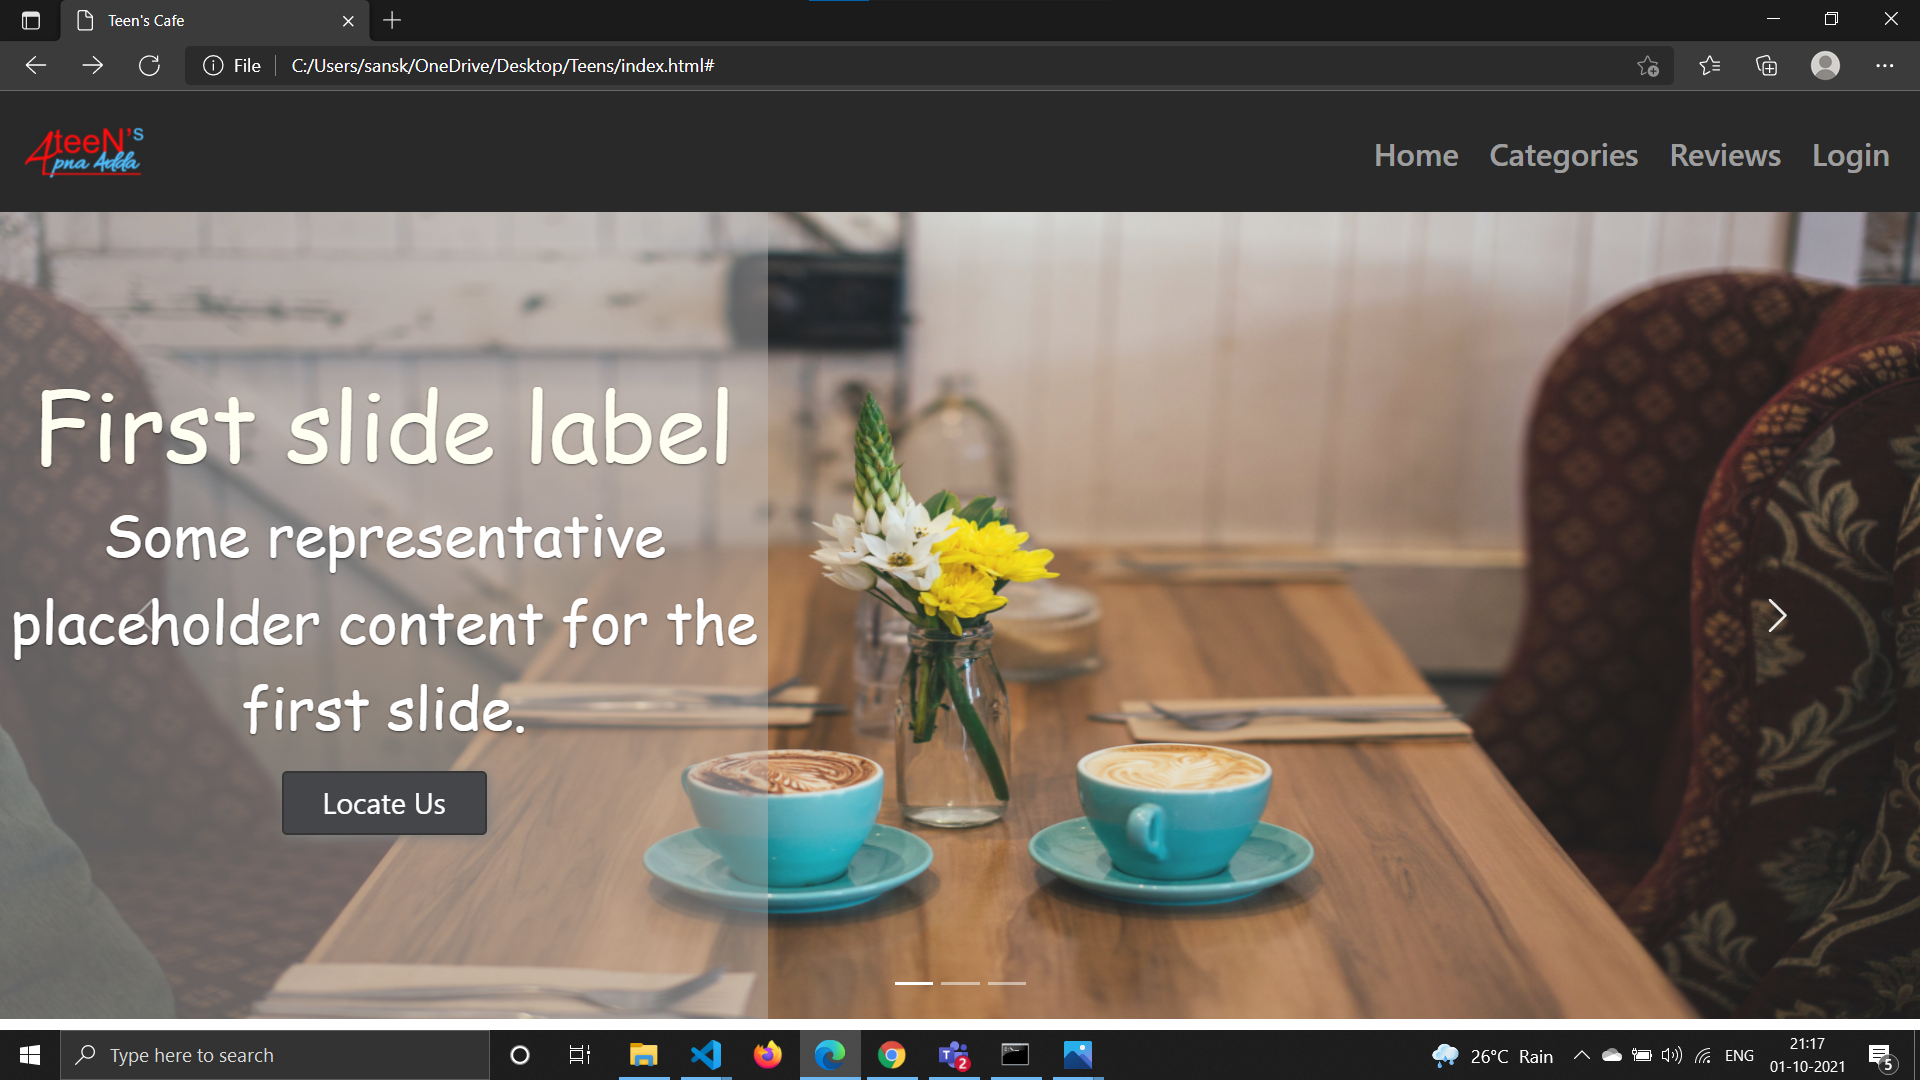 Teen's Cafe
File
C:/Users/sansk/OneDrive/Desktop/Teens/index.html#
4teeN's
Apna Adda
Home Categories Reviews Login
First slide label
Some representative
placeholder content for the
first slide.
Locate Us
Type here to search
2
26°C Rain
ENG
21:17
01-10-2021
5